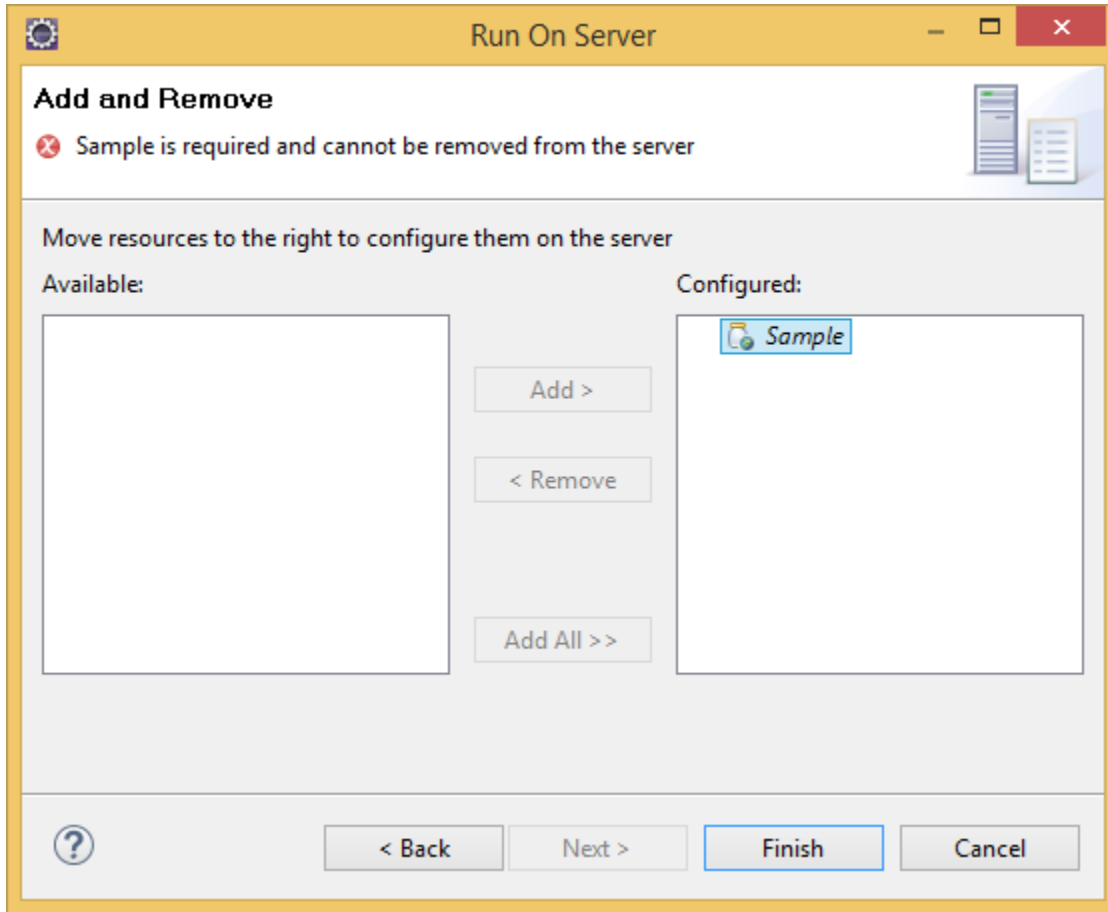 Run On Server
Add and Remove
Sample is required and cannot be removed from the server
Move resources to the right to configure them on the server
Available:
Configured:
Sample
Add >
< Remove
Add All >>
< Back
Next >
Finish
Cancel